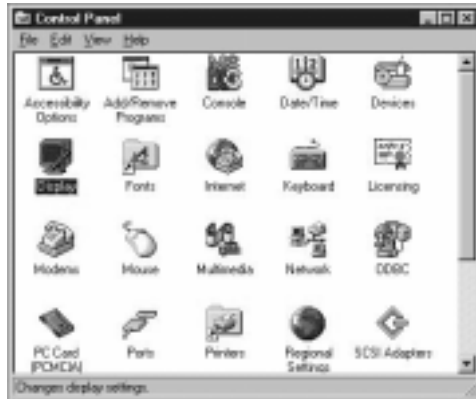 Control Panel
File Edit View Help
Accessibility Options
Add/Remove Programs
Console
Date/Time
Devices
Display
Fonts
Internet
Keyboard
Licensing
Modems
Mouse
Multimedia
Network
ODBC
PC Card (PCMCIA)
Ports
Printers
Regional Settings
SCSI Adapters
Changes display settings.